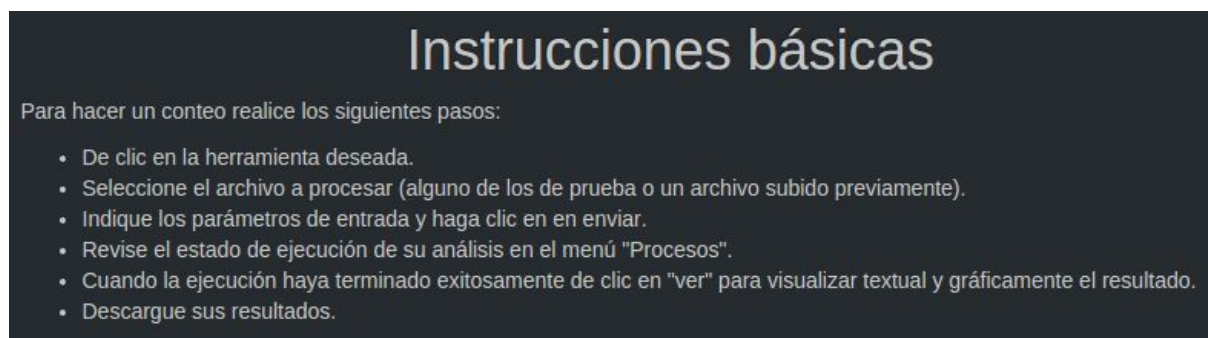 Instrucciones básicas
Para hacer un conteo realice los siguientes pasos:
• De clic en la herramienta deseada.
• Seleccione el archivo a procesar (alguno de los de prueba o un archivo subido previamente).
• Indique los parámetros de entrada y haga clic en en enviar.
• Revise el estado de ejecución de su análisis en el menú "Procesos".
• Cuando la ejecución haya terminado exitosamente de clic en "ver" para visualizar textual y gráficamente el resultado.
• Descargue sus resultados.